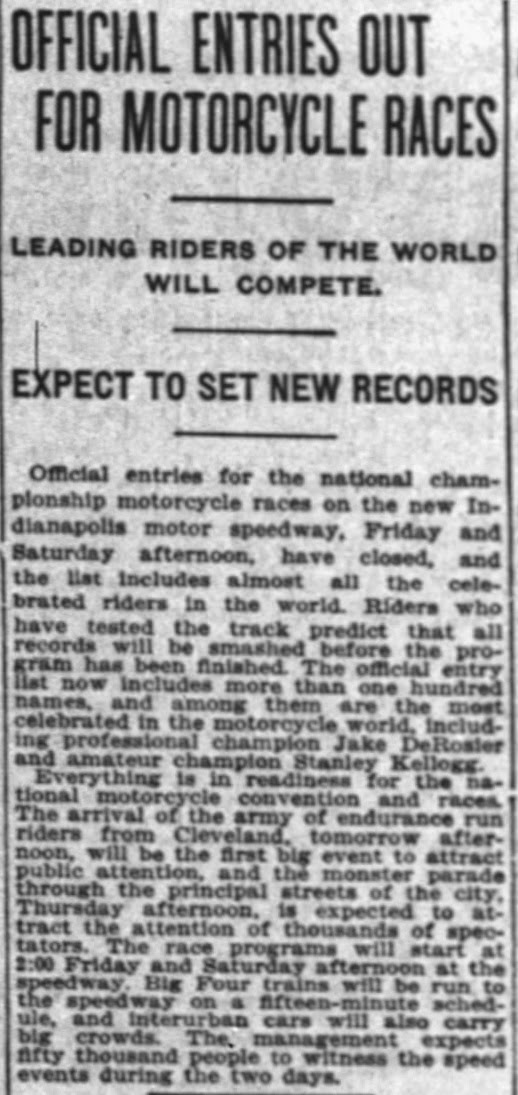 OFFICIAL ENTRIES OUT
FOR MOTORCYCLE RACES
LEADING RIDERS OF THE WORLD
WILL COMPETE.
EXPECT TO SET NEW RECORDS
Official entries for the national cham-
pionship motorcycle races on the new In-
dianapolis motor speedway, Friday and
Saturday afternoon, have closed, and
the list includes almost all the cele-
brated riders in the world. Riders who
have tested the track predict that all
records will be smashed before the pro-
gram has been finished. The official entry
list now includes more than one hundred
names, and among them are the most
celebrated in the motorcycle world, includ-
ing professional champion Jake DeRosier
and amateur champion Stanley Kellogg.
Everything is in readiness for the na-
tional motorcycle convention and races.
The arrival of the army of endurance run
riders from Cleveland, tomorrow after-
noon, will be the first big event to attract
public attention, and the monster parade
through the principal streets of the city,
Thursday afternoon, is expected to at-
tract the attention of thousands of spec-
tators. The race programs will start at
2:00 Friday and Saturday afternoon at the
speedway. Big Four trains will be run to
the speedway on a fifteen-minute sched-
ule, and interurban cars will also carry
big crowds. The management expects
fifty thousand people to witness the speed
events during the two days.